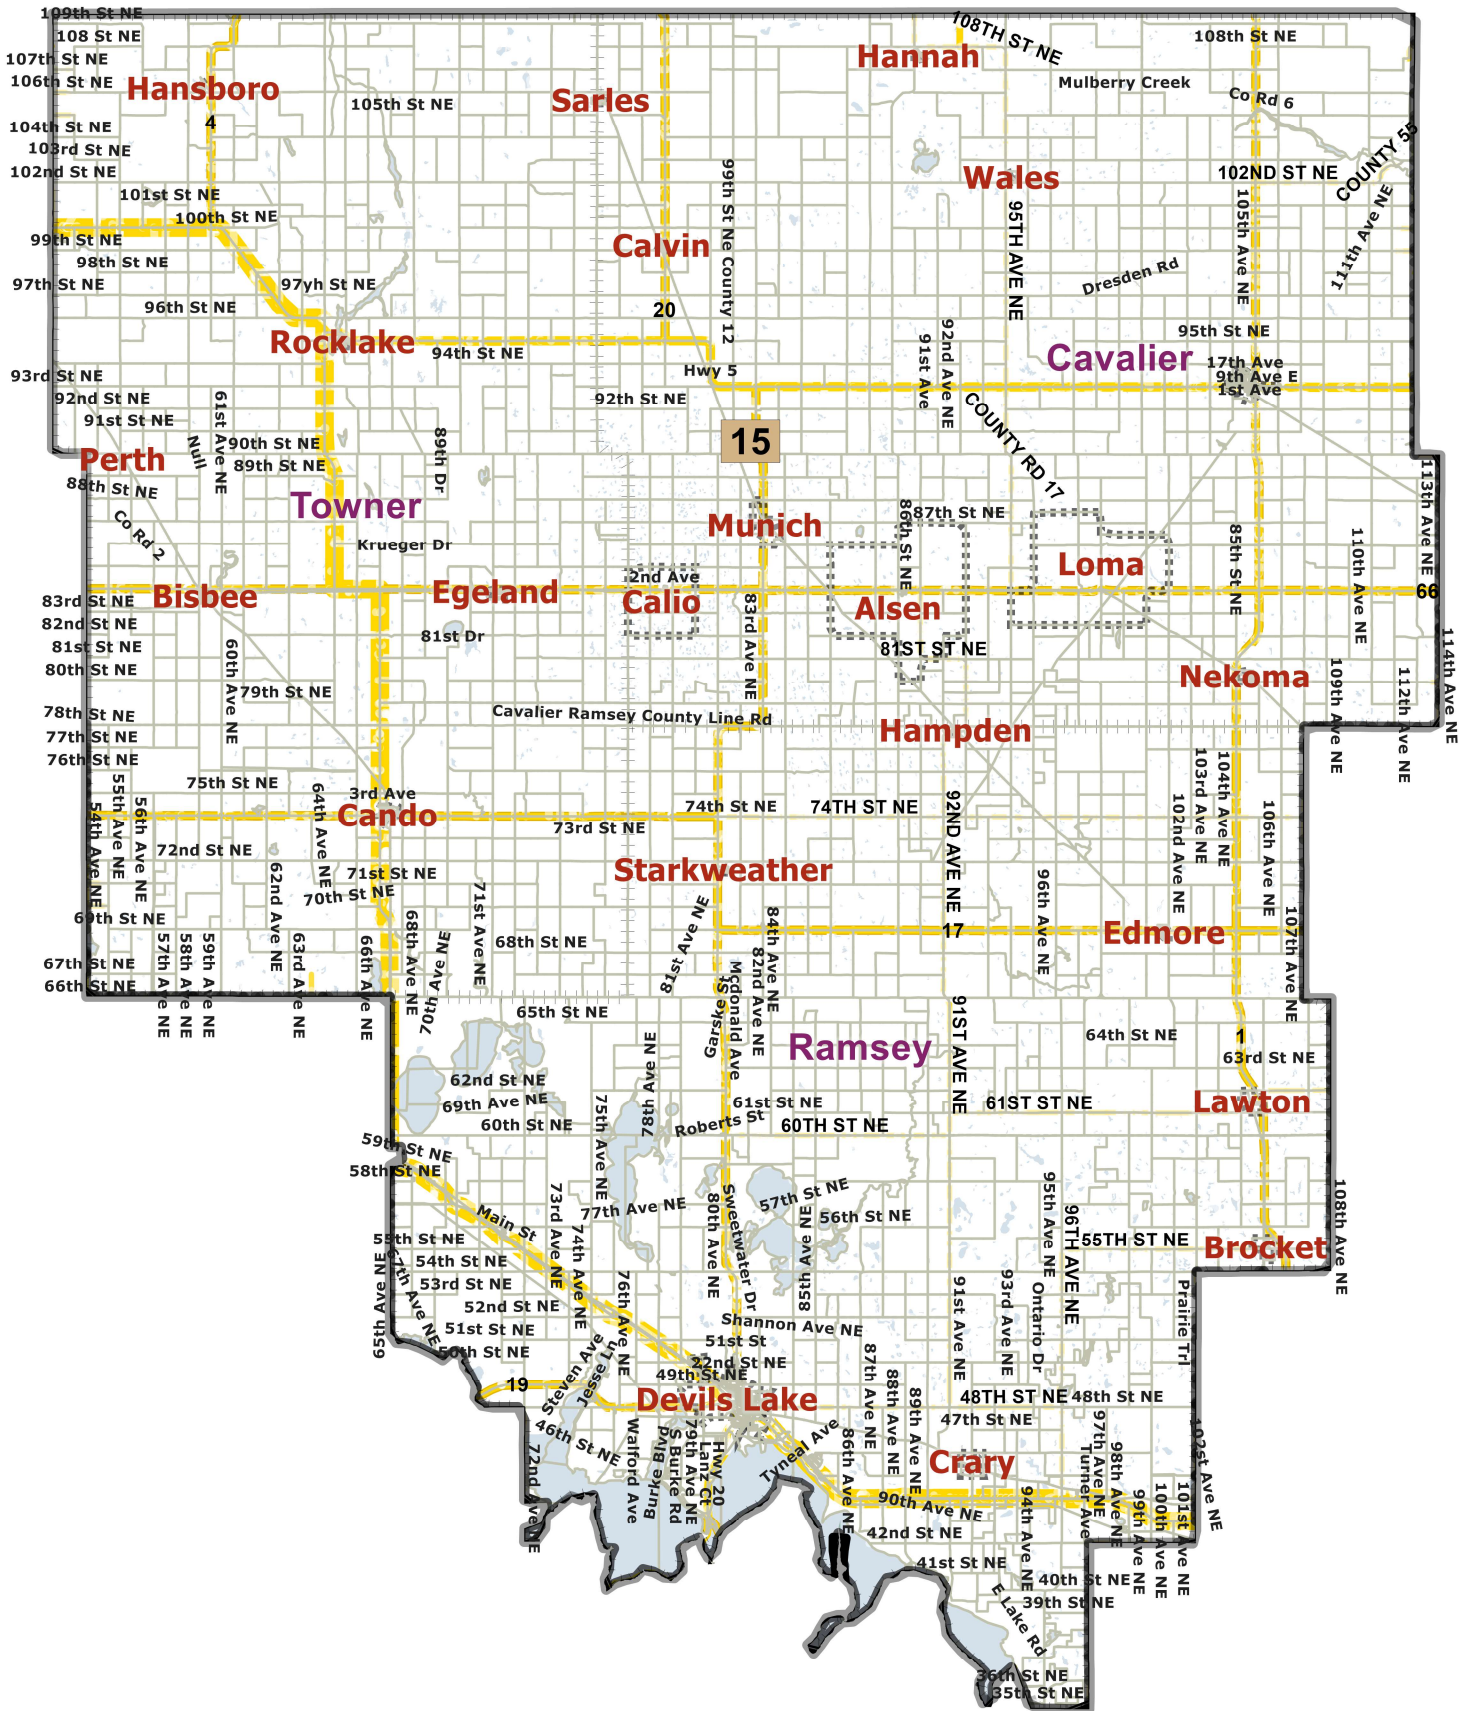 109th St NE
108 St NE
107th St NE
106th St NE
Hansboro
4
105th St NE
Sarles
Hannah
108TH ST NE
108th St NE
Mulberry Creek
Co Rd 6
COUNTY 55
104th St NE
103rd St NE
102nd St NE
101st St NE
100th St NE
99th St NE
98th St NE
97th St NE
97yh St NE
96th St NE
Wales
102ND ST NE
111th Ave NE
105th Ave NE
99th St Ne County 12
95TH AVE NE
Calvin
Dresden Rd
20
Rocklake
94th St NE
Hwy 5
95th St NE
Cavalier
17th Ave
9th Ave E
1st Ave
91st Ave
92nd Ave NE
93rd St NE
92nd St NE
91st St NE
92th St NE
61st Ave NE
Null
90th St NE
89th St NE
89th Dr
COUNTY RD 17
15
Perth
88th St NE
Towner
Co Rd 2
Krueger Dr
Munich
86th St NE
87th St NE
Loma
85th St NE
110th Ave NE
113th Ave NE
Bisbee
Egeland
2nd Ave
Calio
Alsen
66
83rd St NE
82nd St NE
81st St NE
80th St NE
81st Dr
83rd Ave NE
81ST ST NE
60th Ave NE
79th St NE
78th St NE
77th St NE
76th St NE
Cavalier Ramsey County Line Rd
Nekoma
Hampden
109th Ave NE
112th Ave NE
114th Ave NE
75th St NE
3rd Ave
Cando
64th Ave NE
54th Ave NE
55th Ave NE
56th Ave NE
74th St NE
73rd St NE
74TH ST NE
92ND AVE NE
103rd Ave NE
104th Ave NE
102nd Ave NE
106th Ave NE
72nd St NE
71st St NE
70th St NE
62nd Ave NE
Starkweather
96th Ave NE
69th St NE
67th St NE
66th St NE
57th Ave NE
58th Ave NE
59th Ave NE
63rd Ave NE
66th Ave NE
68th Ave NE
70th Ave NE
71st Ave NE
68th St NE
81st Ave NE
84th Ave NE
82nd Ave NE
Mcdonald Ave
Garske St
17
Edmore
107th Ave NE
65th St NE
Ramsey
91ST AVE NE
64th St NE
1
63rd St NE
62nd St NE
69th Ave NE
60th St NE
75th Ave NE
78th Ave NE
61st St NE
Roberts St
60TH ST NE
61ST ST NE
Lawton
59th St NE
58th St NE
57th St NE
56th St NE
77th Ave NE
Main St
73rd Ave NE
74th Ave NE
80th Ave NE
Sweetwater Dr
85th Ave NE
95th Ave NE
96TH AVE NE
55TH ST NE
Brocket
108th Ave NE
55th St NE
54th St NE
53rd St NE
52nd St NE
51st St NE
50th St NE
65th Ave NE
67th Ave NE
76th Ave NE
Shannon Ave NE
51st St
22nd St NE
49th St NE
91st Ave NE
93rd Ave NE
Ontario Dr
Prairie Trl
19
Steven Ave
Jesse Ln
Devils Lake
87th Ave NE
88th Ave NE
89th Ave NE
48TH ST NE
48th St NE
47th St NE
46th St NE
72nd Ave NE
Walford Ave
Burke Blvd
S Burke Rd
79th Ave NE
Lanz Ct
Hwy 20
Tyneal Ave
86th Ave NE
Crary
90th Ave NE
94th Ave NE
Turner Ave
97th Ave NE
98th Ave NE
99th Ave NE
100th Ave NE
101st Ave NE
102st Ave NE
42nd St NE
41st St NE
40th St NE
39th St NE
E Lake Rd
36th St NE
35th St NE